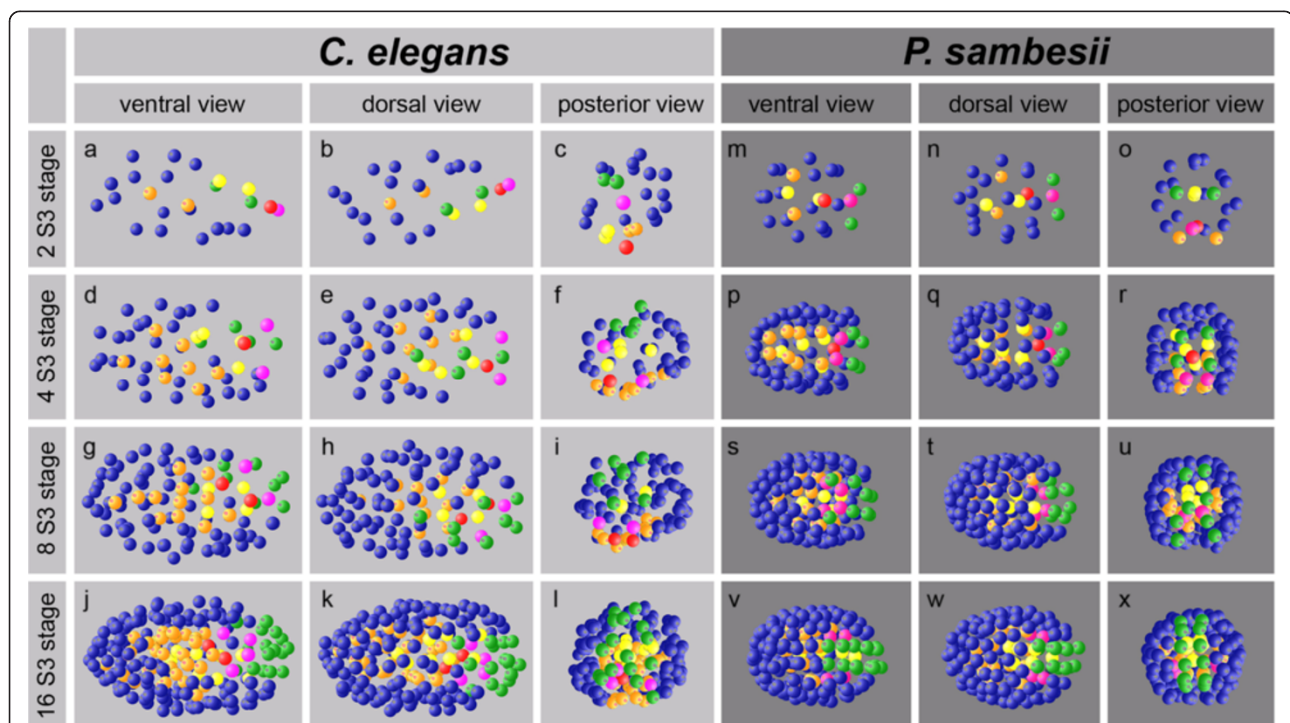 C. elegans P. sambesii
ventral view dorsal view posterior view ventral view dorsal view posterior view
2 S3 stage
a b c m n o
4 S3 stage
d e f p q r
8 S3 stage
g h i s t u
16 S3 stage
j k l v w x